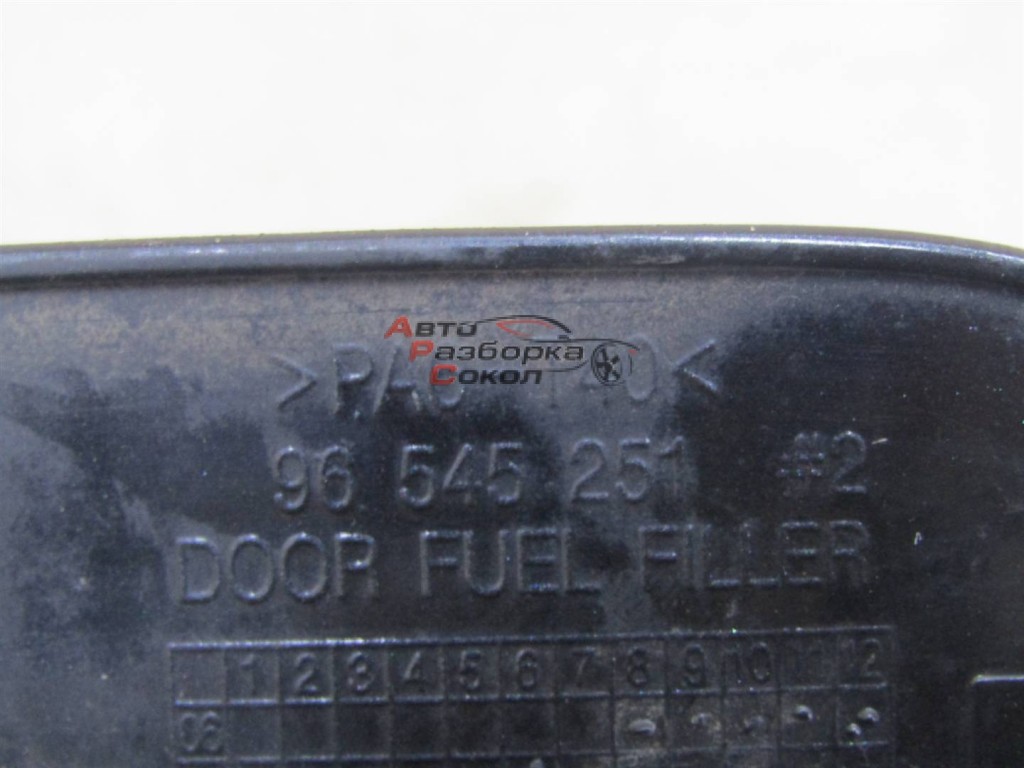 Авто
Разборка
Сокол
96 545 251 #2
DOOR FUEL FILLER
1 2 3 4 5 6 7 8 9 10 11 12
06